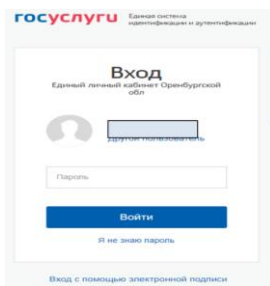 госуслуги
Единая система
идентификации и аутентификации
Вход
Единый личный кабинет Оренбургской
обл
другой пользователь
Пароль
Войти
Я не знаю пароль
Вход с помощью электронной подписи